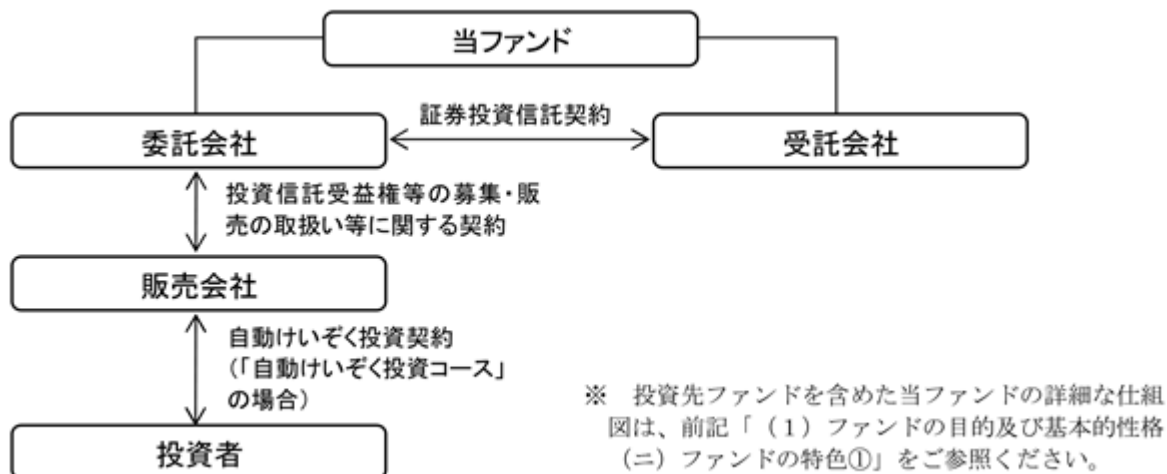 当ファンド
証券投資信託契約
委託会社
受託会社
投資信託受益権等の募集・販
売の取扱い等に関する契約
販売会社
自動けいぞく投資契約
(「自動けいぞく投資コース」
の場合)
投資者
※ 投資先ファンドを含めた当ファンドの詳細な仕組
図は、前記「（１）ファンドの目的及び基本的性格
（ニ）ファンドの特色①」をご参照ください。